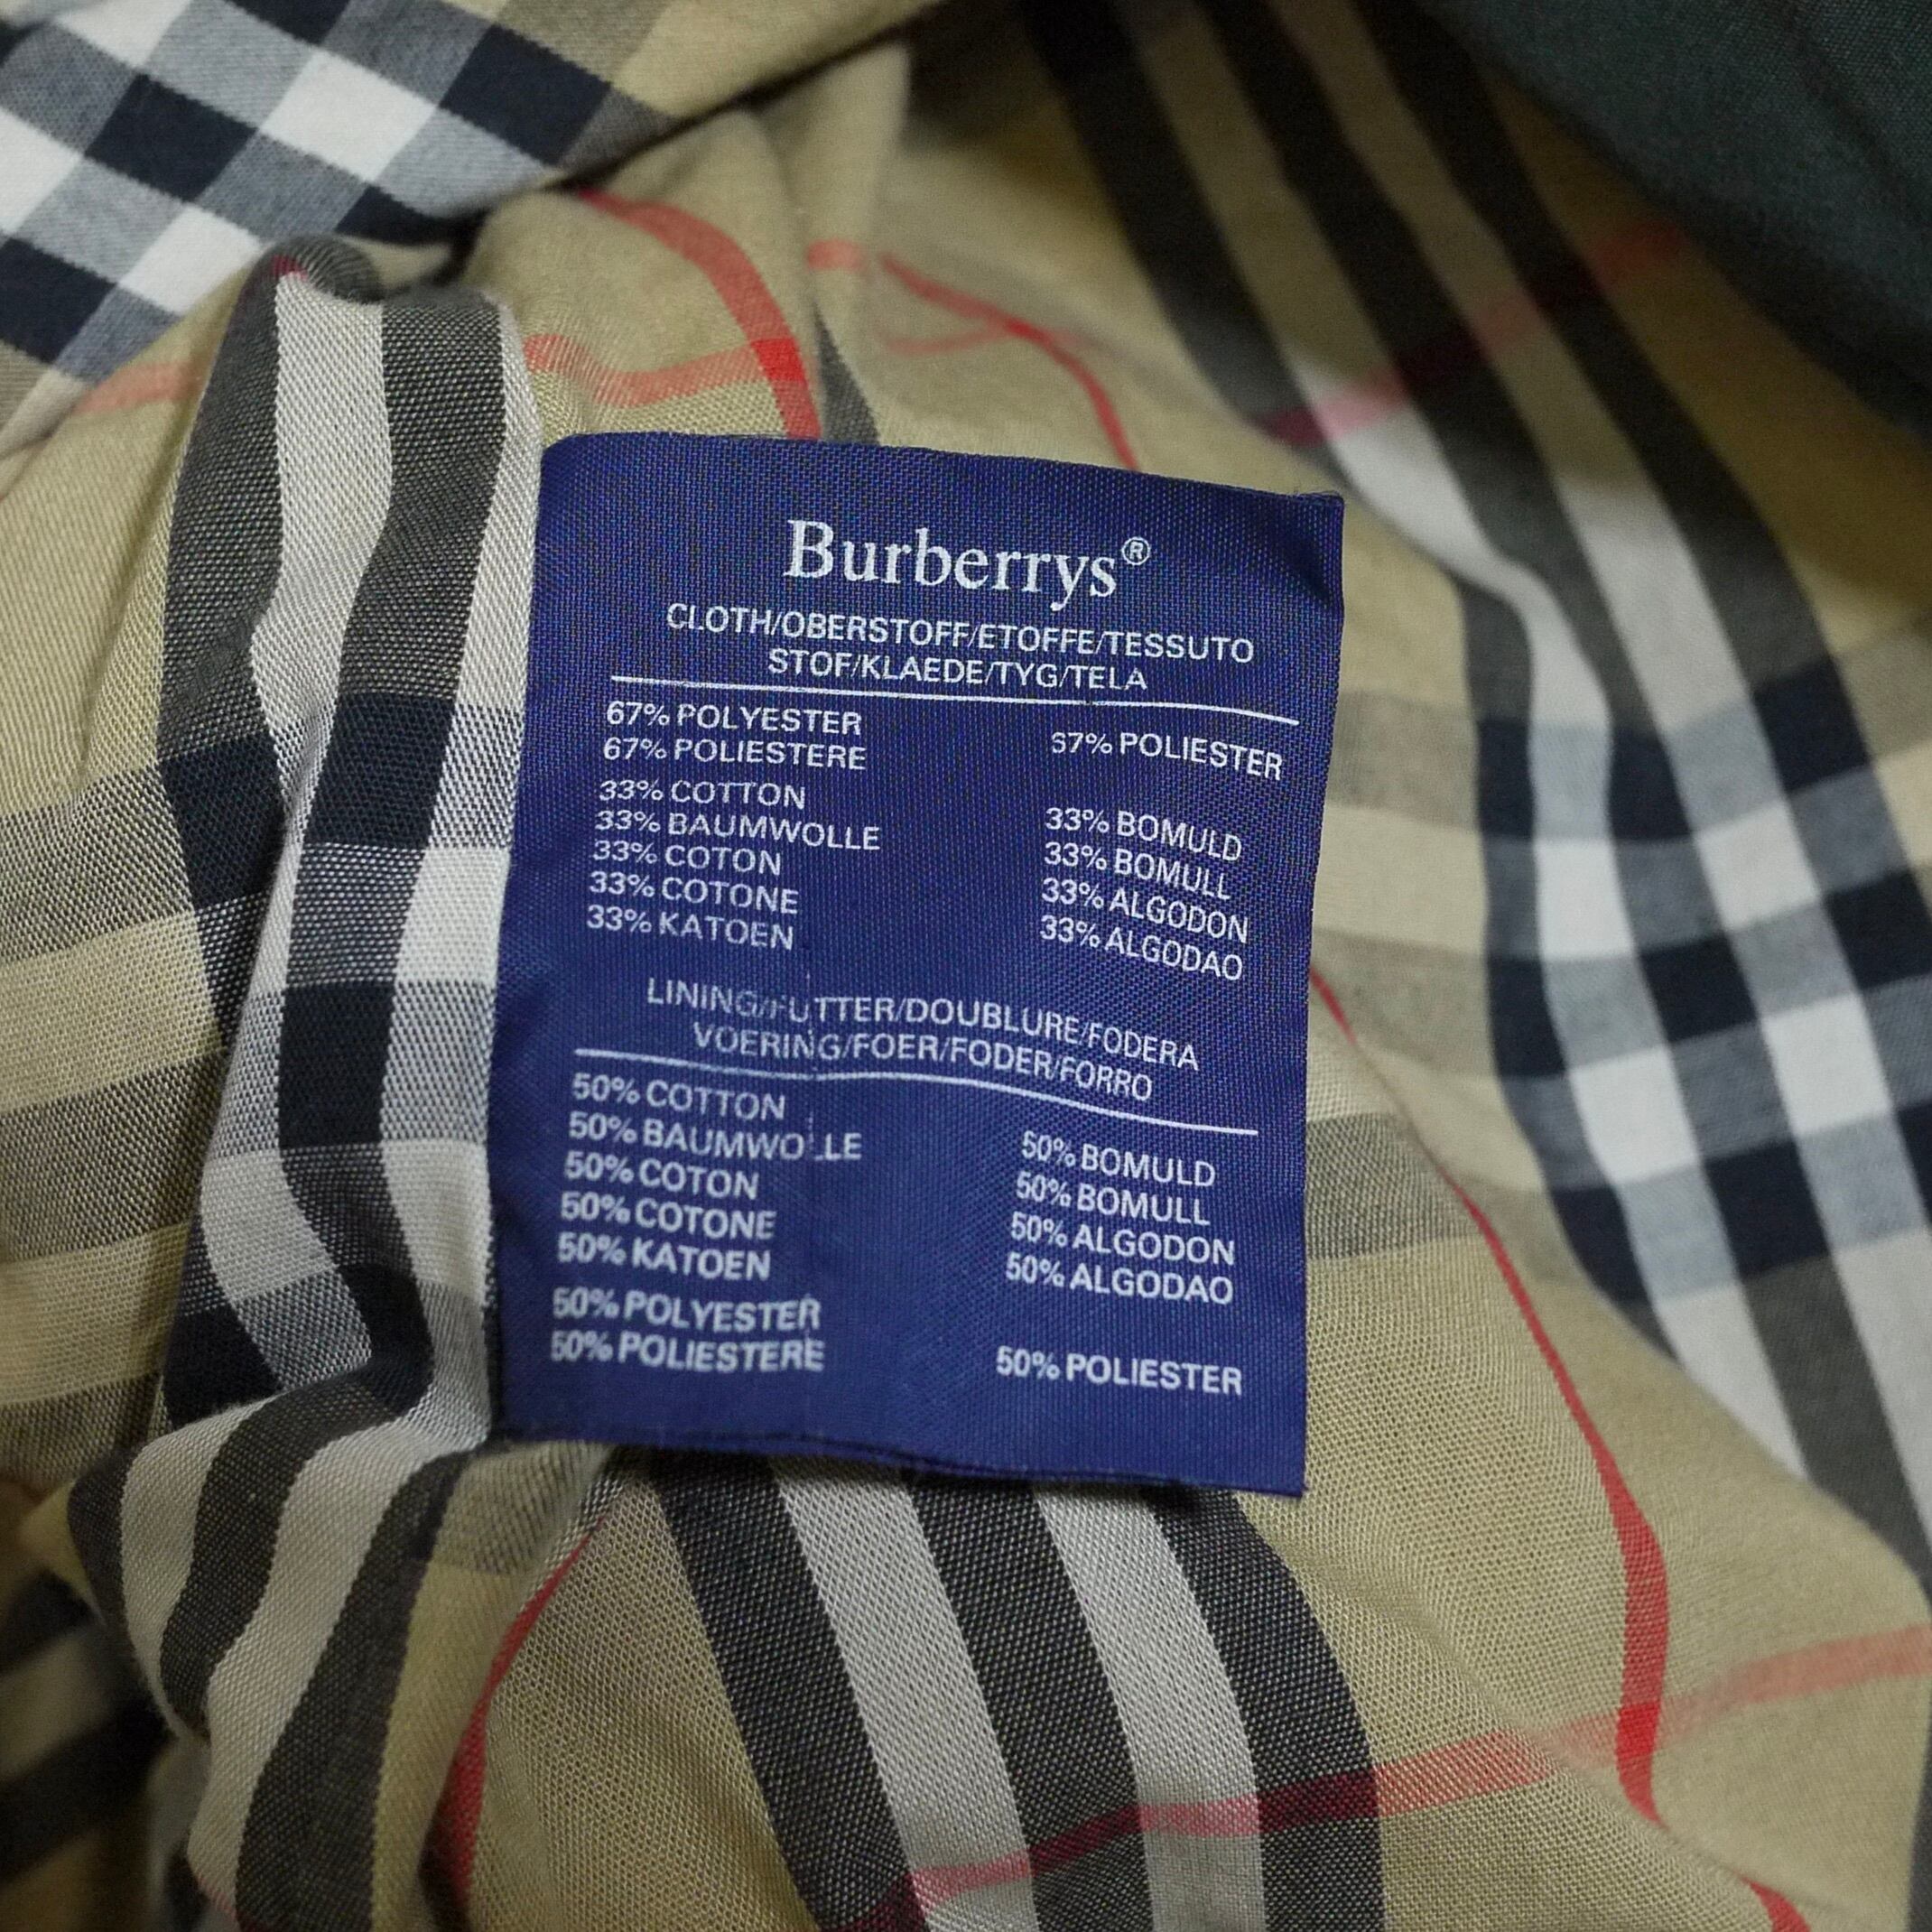 Burberrys®
CLOTH/OBERSTOFF/ETOFFE/TESSUTO
STOF/KLAEDE/TYG/TELA
67% POLYESTER
67% POLIESTERE
67% POLIESTER
33% COTTON
33% BAUMWOLLE
33% COTON
33% COTONE
33% KATOEN
33% BOMULD
33% BOMULL
33% ALGODON
33% ALGODAO
LINING/FUTTER/DOUBLURE/FODERA
VOERING/FOER/FODER/FORRO
50% COTTON
50% BAUMWOLLE
50% COTON
50% COTONE
50% KATOEN
50% BOMULD
50% BOMULL
50% ALGODON
50% ALGODAO
50% POLYESTER
50% POLIESTERE
50% POLIESTER